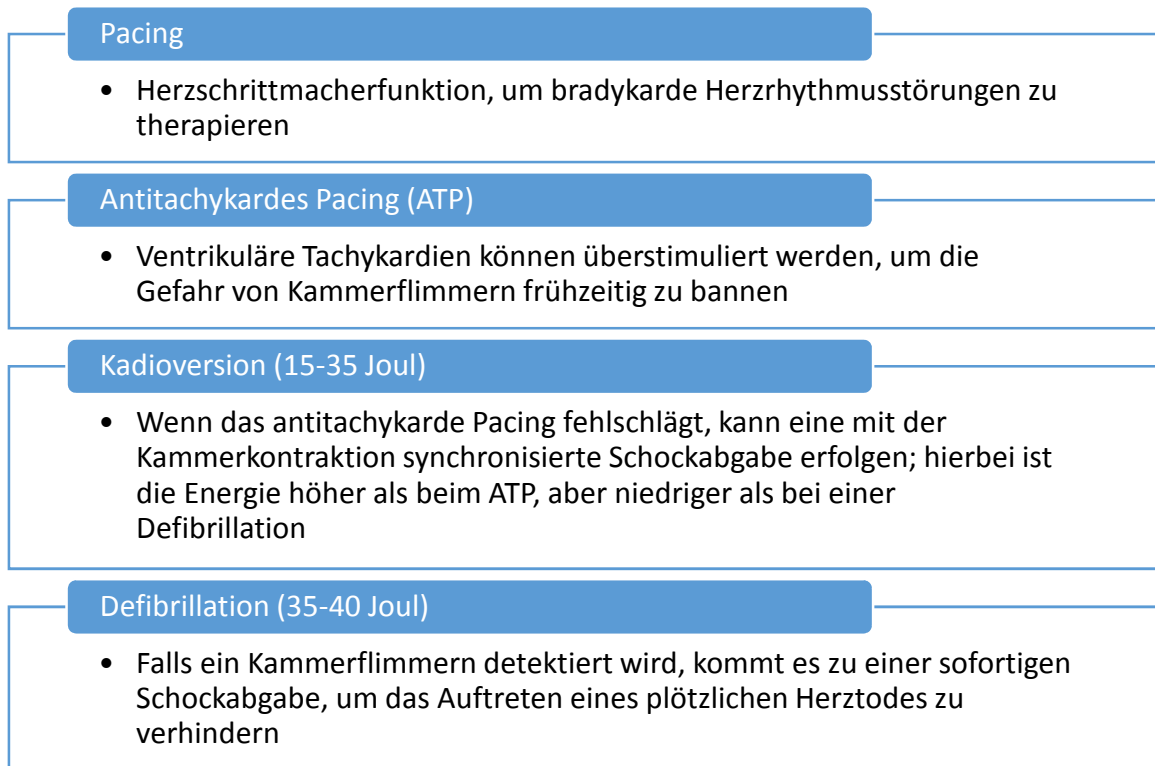 Pacing
• Herzschrittmacherfunktion, um bradykarde Herzrhythmusstörungen zu
therapieren
Antitachykardes Pacing (ATP)
• Ventrikuläre Tachykardien können überstimuliert werden, um die
Gefahr von Kammerflimmern frühzeitig zu bannen
Kadioversion (15-35 Joul)
• Wenn das antitachykarde Pacing fehlschlägt, kann eine mit der
Kammerkontraktion synchronisierte Schockabgabe erfolgen; hierbei ist
die Energie höher als beim ATP, aber niedriger als bei einer
Defibrillation
Defibrillation (35-40 Joul)
• Falls ein Kammerflimmern detektiert wird, kommt es zu einer sofortigen
Schockabgabe, um das Auftreten eines plötzlichen Herztodes zu
verhindern